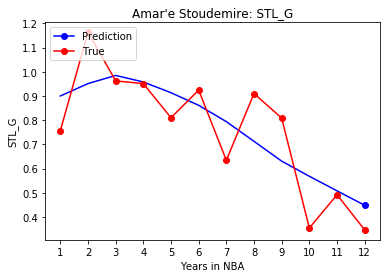 Amar'e Stoudemire: STL_G
Prediction
True
STL_G
1.2
1.1
1.0
0.9
0.8
0.7
0.6
0.5
0.4
1 2 3 4 5 6 7 8 9 10 11 12
Years in NBA